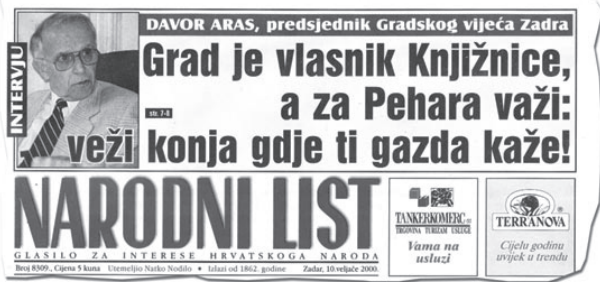 INTERVJU
DAVOR ARAS, predsjednik Gradskog vijeća Zadra
Grad je vlasnik Knjižnice,
a za Pehara važi:
str. 7-8
veži konja gdje ti gazda kaže!
NARODNI LIST
GLASILO ZA INTERESE HRVATSKOGA NARODA
Broj 8309., Cijena 5 kuna Utemeljio Natko Nodilo • Izlazi od 1862. godine • Zadar, 10. veljače 2000.
TANKERKOMERC
TRGOVINA TURIZAM USLUGE
Vama na
usluzi
TERRANOVA
Cijelu godinu
uvijek u trendu